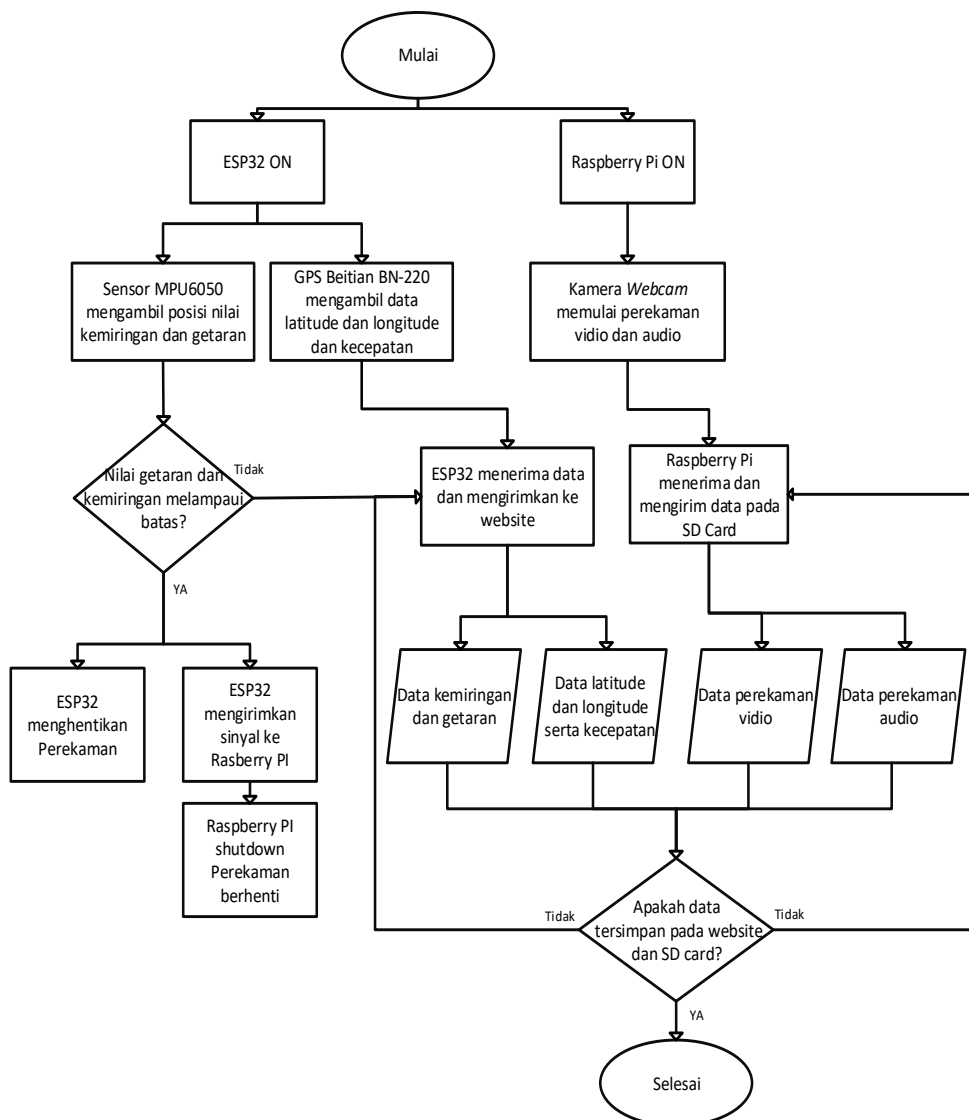 Mulai
ESP32 ON
Raspberry Pi ON
Sensor MPU6050
mengambil posisi nilai
kemiringan dan getaran
GPS Beitian BN-220
mengambil data
latitude dan longitude
dan kecepatan
Kamera Webcam
memulai perekaman
vidio dan audio
Nilai getaran dan
kemiringan melampaui
batas?
Tidak
YA
ESP32 menerima data
dan mengirimkan ke
website
Raspberry Pi
menerima dan
mengirim data pada
SD Card
ESP32
menghentikan
Perekaman
ESP32
mengirimkan
sinyal ke
Rasberry PI
Raspberry PI
shutdown
Perekaman
berhenti
Data kemiringan
dan getaran
Data latitude
dan longitude
serta kecepatan
Data perekaman
vidio
Data perekaman
audio
Tidak
Apakah data
tersimpan pada website
dan SD card?
Tidak
YA
Selesai